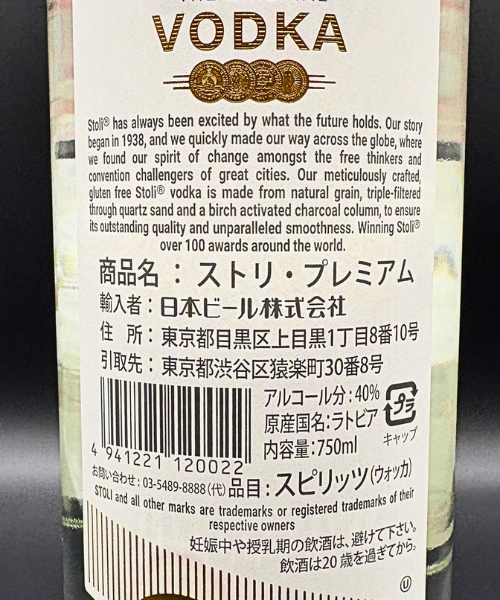 VODKA
Stoli® has always been excited by what the future holds. Our story
began in 1938, and we quickly made our way across the globe, where
we found our spirit of change amongst the free thinkers and
convention challengers of great cities. Our meticulously crafted,
gluten free Stoli® vodka is made from natural grain, triple-filtered
through quartz sand and a birch activated charcoal column, to ensure
its outstanding quality and unparalleled smoothness. Winning Stoli®
over 100 awards around the world.
商品名 : ストリ・プレミアム
輸入者 : 日本ビール株式会社
住 所 : 東京都目黒区上目黒1丁目8番10号
引取先 : 東京都渋谷区猿楽町30番8号
アルコール分 : 40%
原産国名 : ラトビア
内容量 : 750ml
プラ
キャップ
4 941221 120022
お問い合わせ : 03-5489-8888 (代) 品目 : スピリッツ (ウォッカ)
STOLI and all other marks are trademarks or registered trademarks of their
respective owners
妊娠中や授乳期の飲酒は、避けて下さい。
飲酒は20歳を過ぎてから。
U